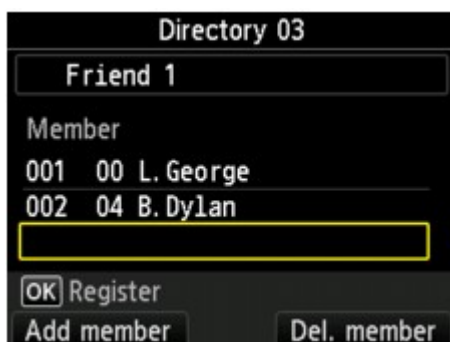 Directory 03
Friend 1
Member
001 00 L. George
002 04 B. Dylan
OK Register
Add member Del. member